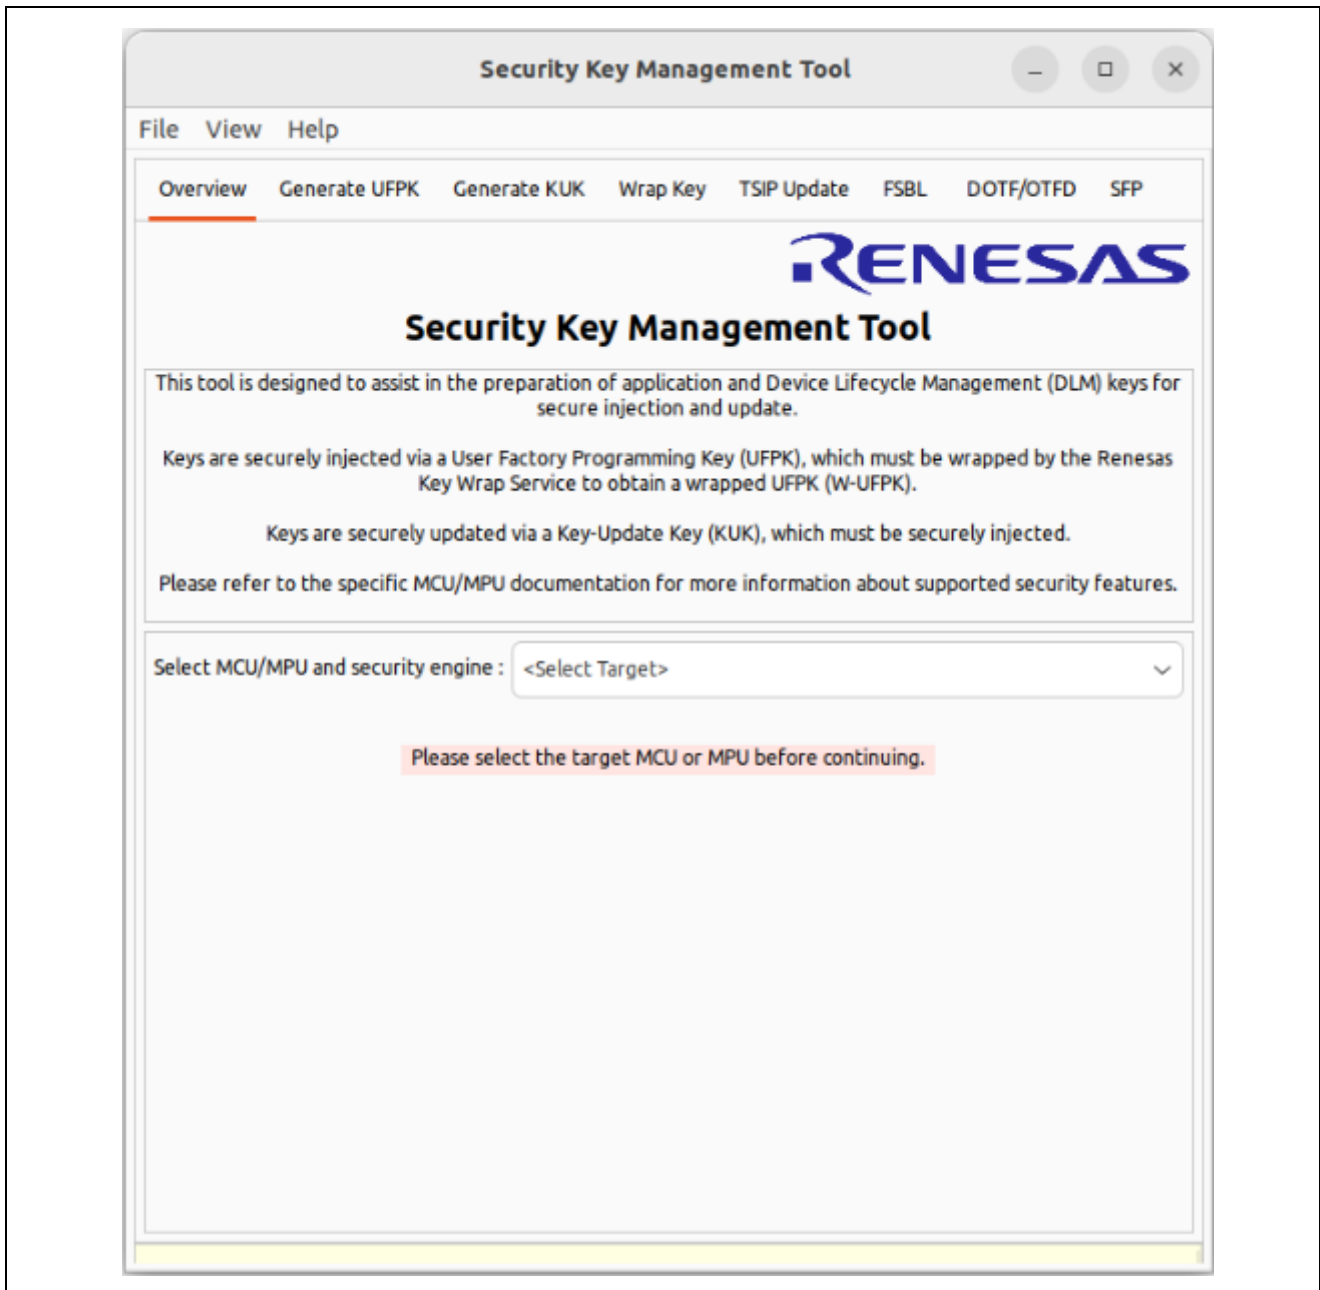 Security Key Management Tool
File View Help
Overview Generate UFPK Generate KUK Wrap Key TSIP Update FSBL DOTF/OTFD SFP
RENESAS
Security Key Management Tool
This tool is designed to assist in the preparation of application and Device Lifecycle Management (DLM) keys for
secure injection and update.
Keys are securely injected via a User Factory Programming Key (UFPK), which must be wrapped by the Renesas
Key Wrap Service to obtain a wrapped UFPK (W-UFPK).
Keys are securely updated via a Key-Update Key (KUK), which must be securely injected.
Please refer to the specific MCU/MPU documentation for more information about supported security features.
Select MCU/MPU and security engine : <Select Target>
Please select the target MCU or MPU before continuing.